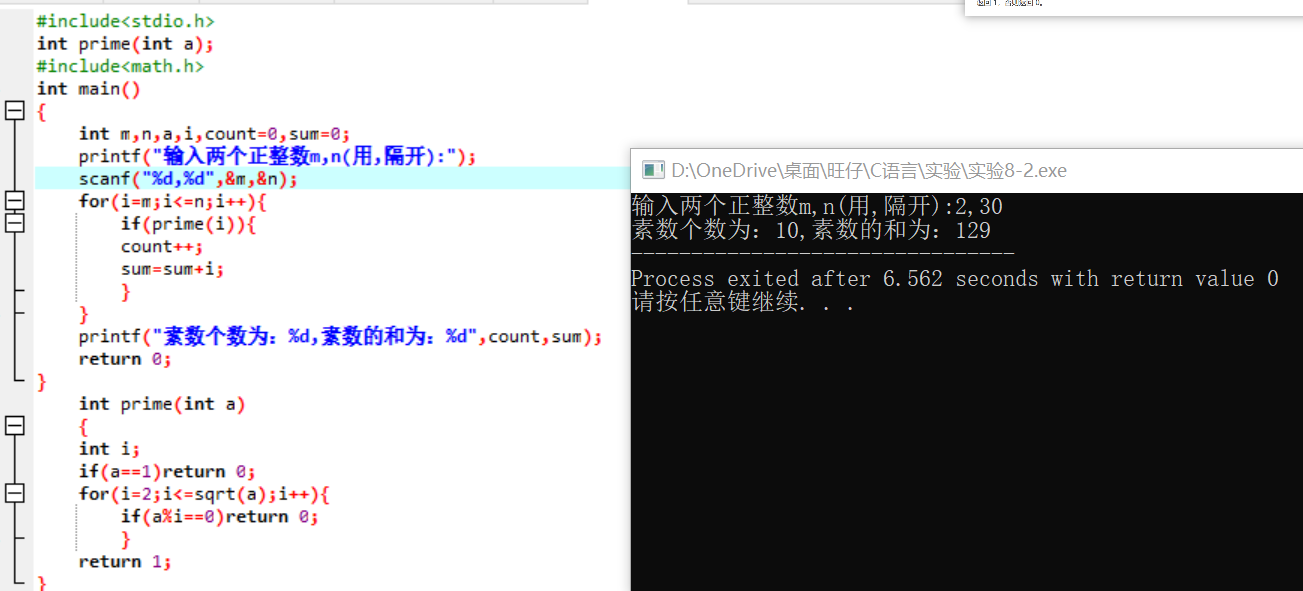 #include<stdio.h>
int prime(int a);
#include<math.h>
int main()
{
int m,n,a,i,count=0,sum=0;
printf("输入两个正整数m,n(用,隔开):");
scanf("%d,%d",&m,&n);
for(i=m;i<=n;i++){
if(prime(i)){
count++;
sum=sum+i;
}
}
printf("素数个数为：%d,素数的和为：%d",count,sum);
return 0;
}
int prime(int a)
{
int i;
if(a==1)return 0;
for(i=2;i<=sqrt(a);i++){
if(a%i==0)return 0;
}
return 1;
}
D:\OneDrive\桌面\旺仔\C语言\实验\实验8-2.exe
输入两个正整数m,n(用,隔开):2,30
素数个数为：10,素数的和为：129
--------------------------------
Process exited after 6.562 seconds with return value 0
请按任意键继续. . .